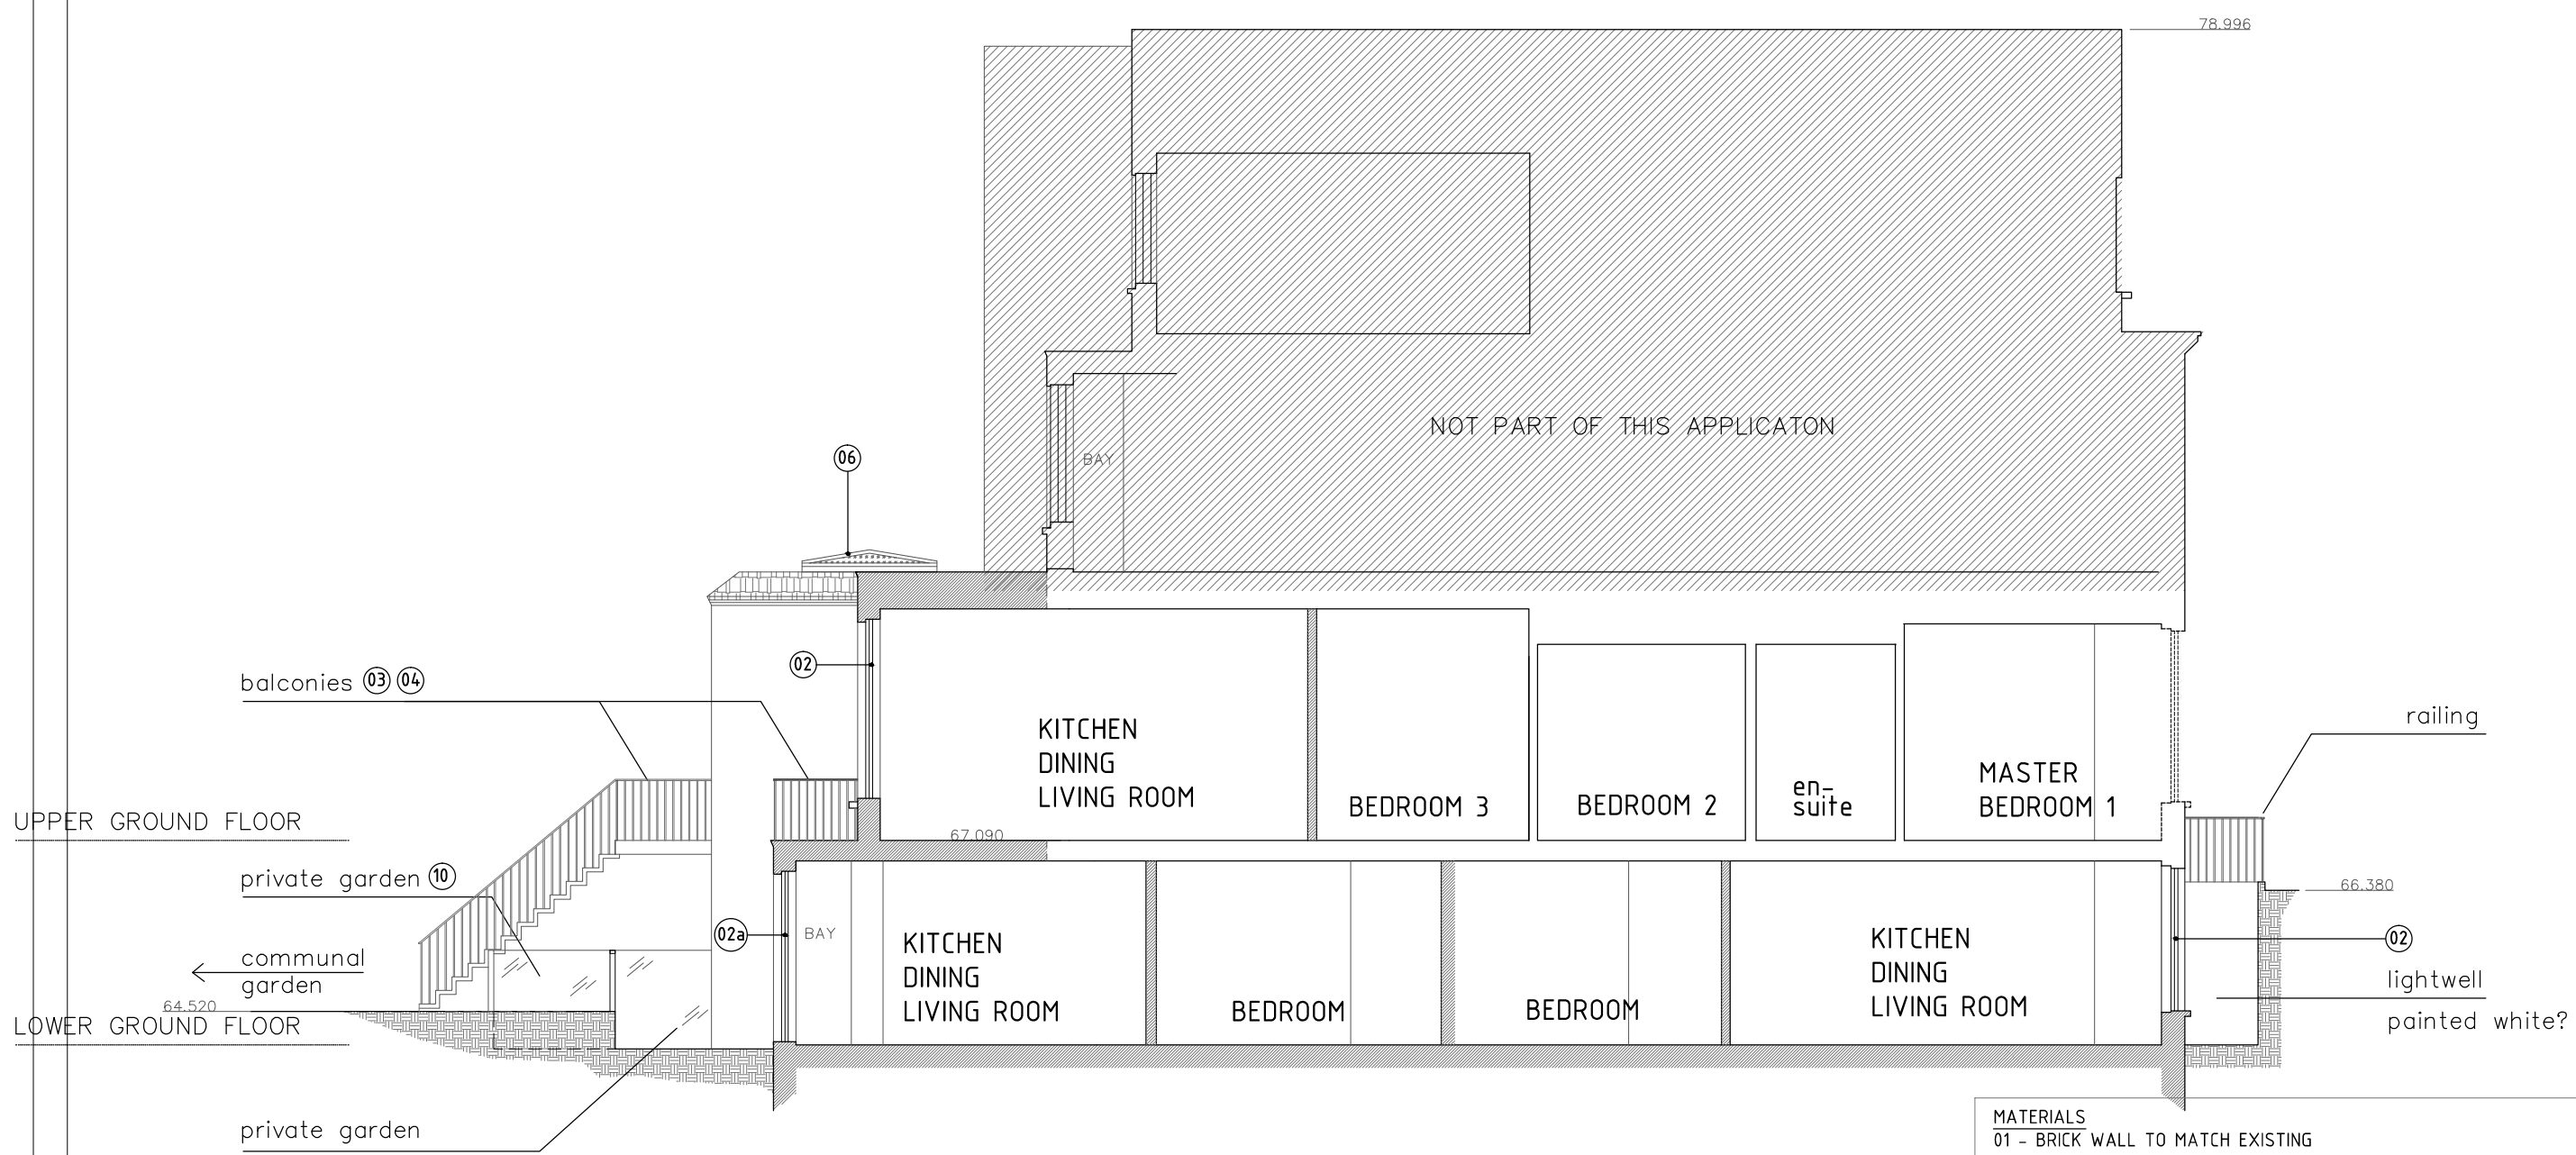 78.996
NOT PART OF THIS APPLICATON
BAY
06
02
balconies 03 04
KITCHEN
DINING
LIVING ROOM
BEDROOM 3
BEDROOM 2
en-
suite
MASTER
BEDROOM 1
railing
UPPER GROUND FLOOR
67.090
private garden 10
66.380
02a
BAY
KITCHEN
DINING
LIVING ROOM
BEDROOM
BEDROOM
KITCHEN
DINING
LIVING ROOM
02
communal
garden
lightwell
painted white?
64.520
LOWER GROUND FLOOR
private garden
MATERIALS
01 - BRICK WALL TO MATCH EXISTING